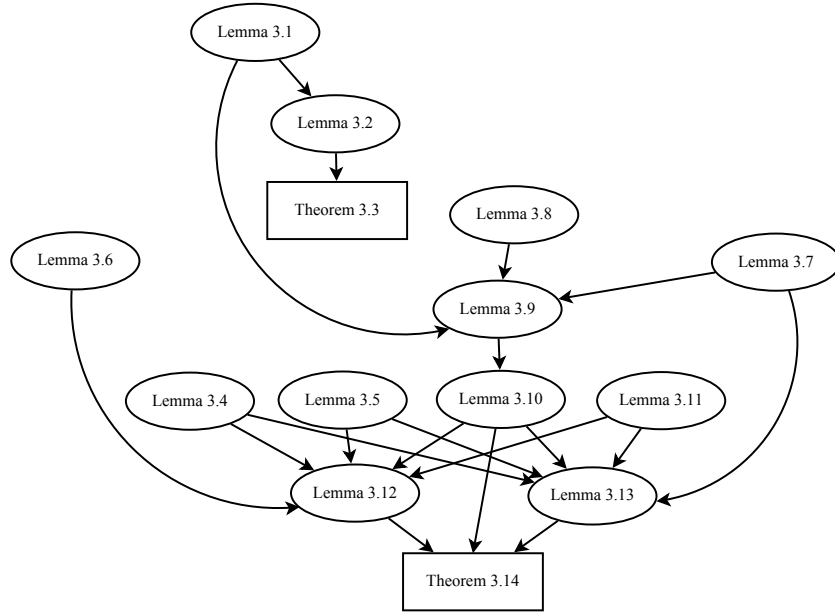 Lemma 3.1
Lemma 3.2
Theorem 3.3
Lemma 3.8
Lemma 3.6
Lemma 3.7
Lemma 3.9
Lemma 3.4
Lemma 3.5
Lemma 3.10
Lemma 3.11
Lemma 3.12
Lemma 3.13
Theorem 3.14